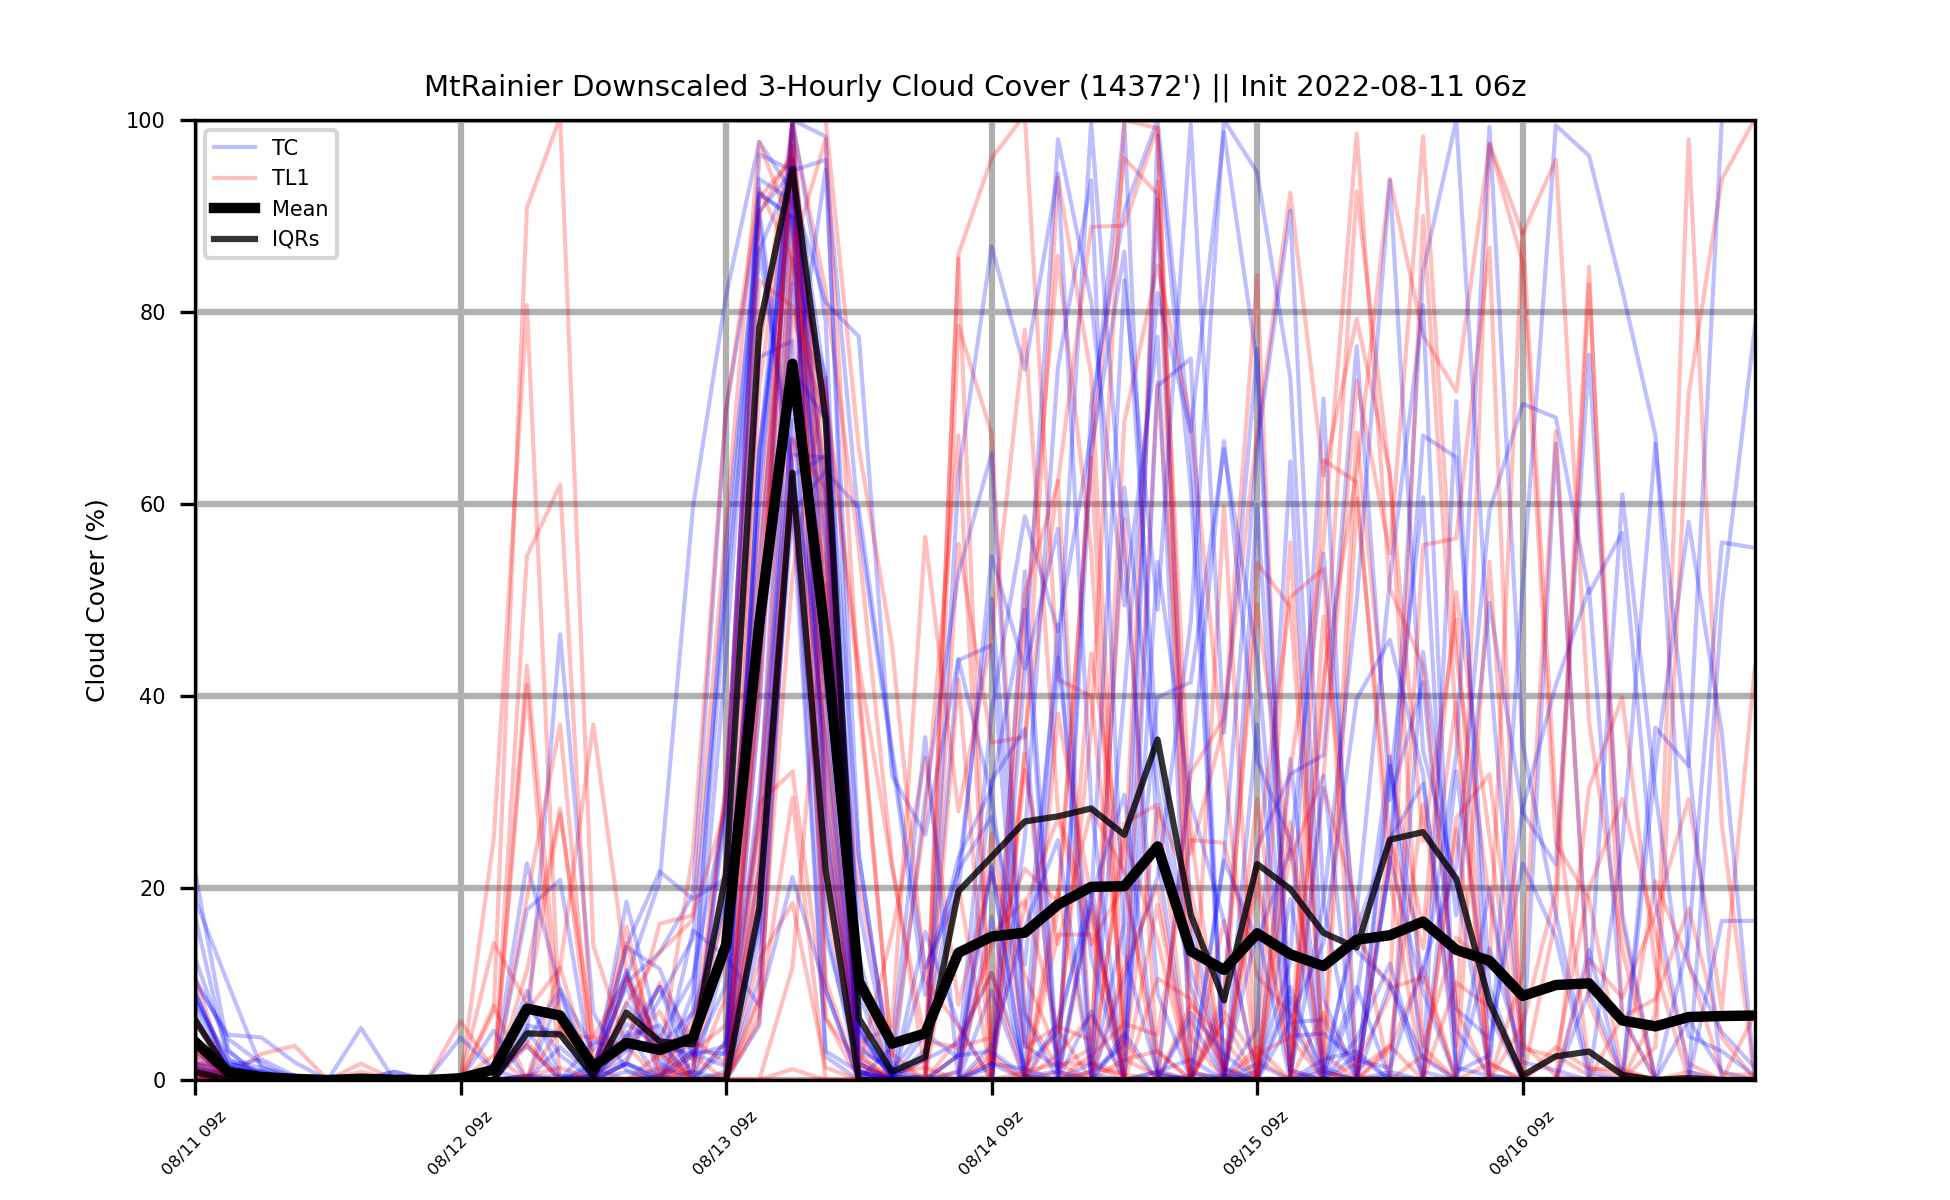 MtRainier Downscaled 3-Hourly Cloud Cover (14372') || Init 2022-08-11 06z
100
80
60
40
20
0
Cloud Cover (%)
TC
TL1
Mean
IQRs
08/11 09z
08/12 09z
08/13 09z
08/14 09z
08/15 09z
08/16 09z